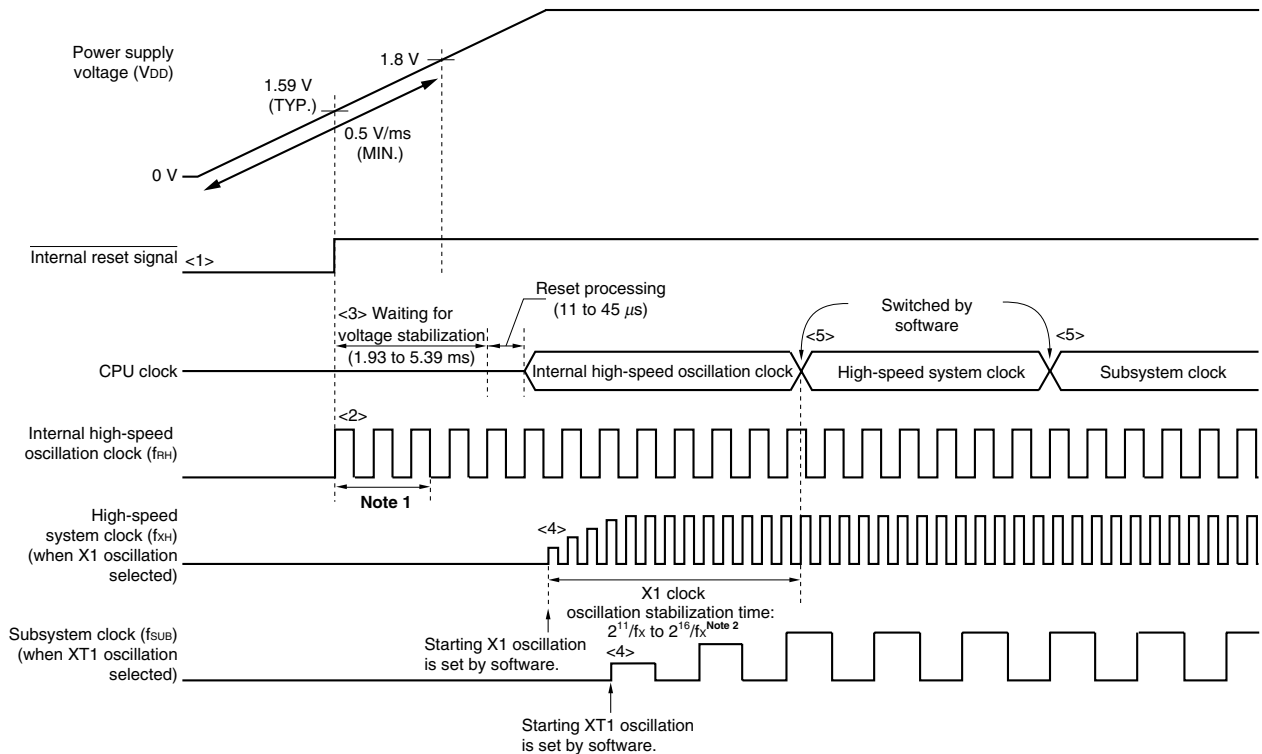 Power supply
voltage (VDD)
1.8 V
1.59 V
(TYP.)
0.5 V/ms
(MIN.)
0 V
Internal reset signal
<1>
Reset processing
(11 to 45 μs)
<3> Waiting for
voltage stabilization
(1.93 to 5.39 ms)
Switched by
software
<5>
<5>
CPU clock
Internal high-speed oscillation clock
High-speed system clock
Subsystem clock
<2>
Internal high-speed
oscillation clock (fRH)
Note 1
High-speed
system clock (fXH)
(when X1 oscillation
selected)
<4>
X1 clock
oscillation stabilization time:
2^11/fX to 2^16/fX Note 2
Starting X1 oscillation
is set by software.
Subsystem clock (fSUB)
(when XT1 oscillation
selected)
<4>
Starting XT1 oscillation
is set by software.